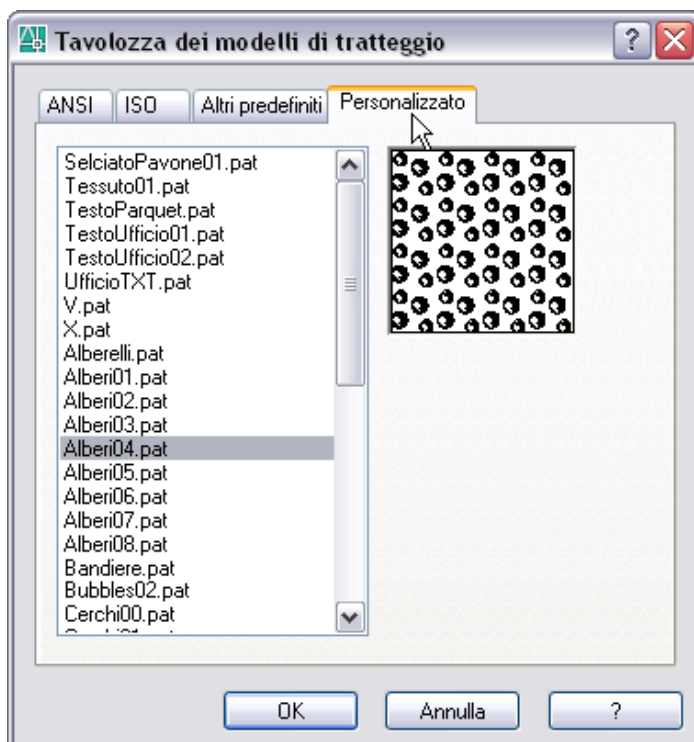 Tavolozza dei modelli di tratteggio ?
ANSI ISO Altri predefiniti Personalizzato
SelciatoPavone01.pat
Tessuto01.pat
TestoParquet.pat
TestoUfficio01.pat
TestoUfficio02.pat
UfficioTXT.pat
V.pat
X.pat
Alberelli.pat
Alberi01.pat
Alberi02.pat
Alberi03.pat
Alberi04.pat
Alberi05.pat
Alberi06.pat
Alberi07.pat
Alberi08.pat
Bandiere.pat
Bubbles02.pat
Cerchi00.pat
OK Annulla ?